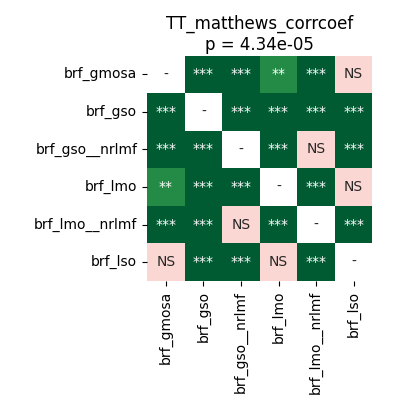 TT_matthews_corrcoef
p = 4.34e-05
brf_gmosa - *** *** ** *** NS
brf_gso *** - *** *** *** ***
brf_gso__nrlmf *** *** - *** NS ***
brf_lmo ** *** *** - *** NS
brf_lmo__nrlmf *** *** NS *** - ***
brf_lso NS *** *** NS *** -
brf_gmosa
brf_gso
brf_gso__nrlmf
brf_lmo
brf_lmo__nrlmf
brf_lso